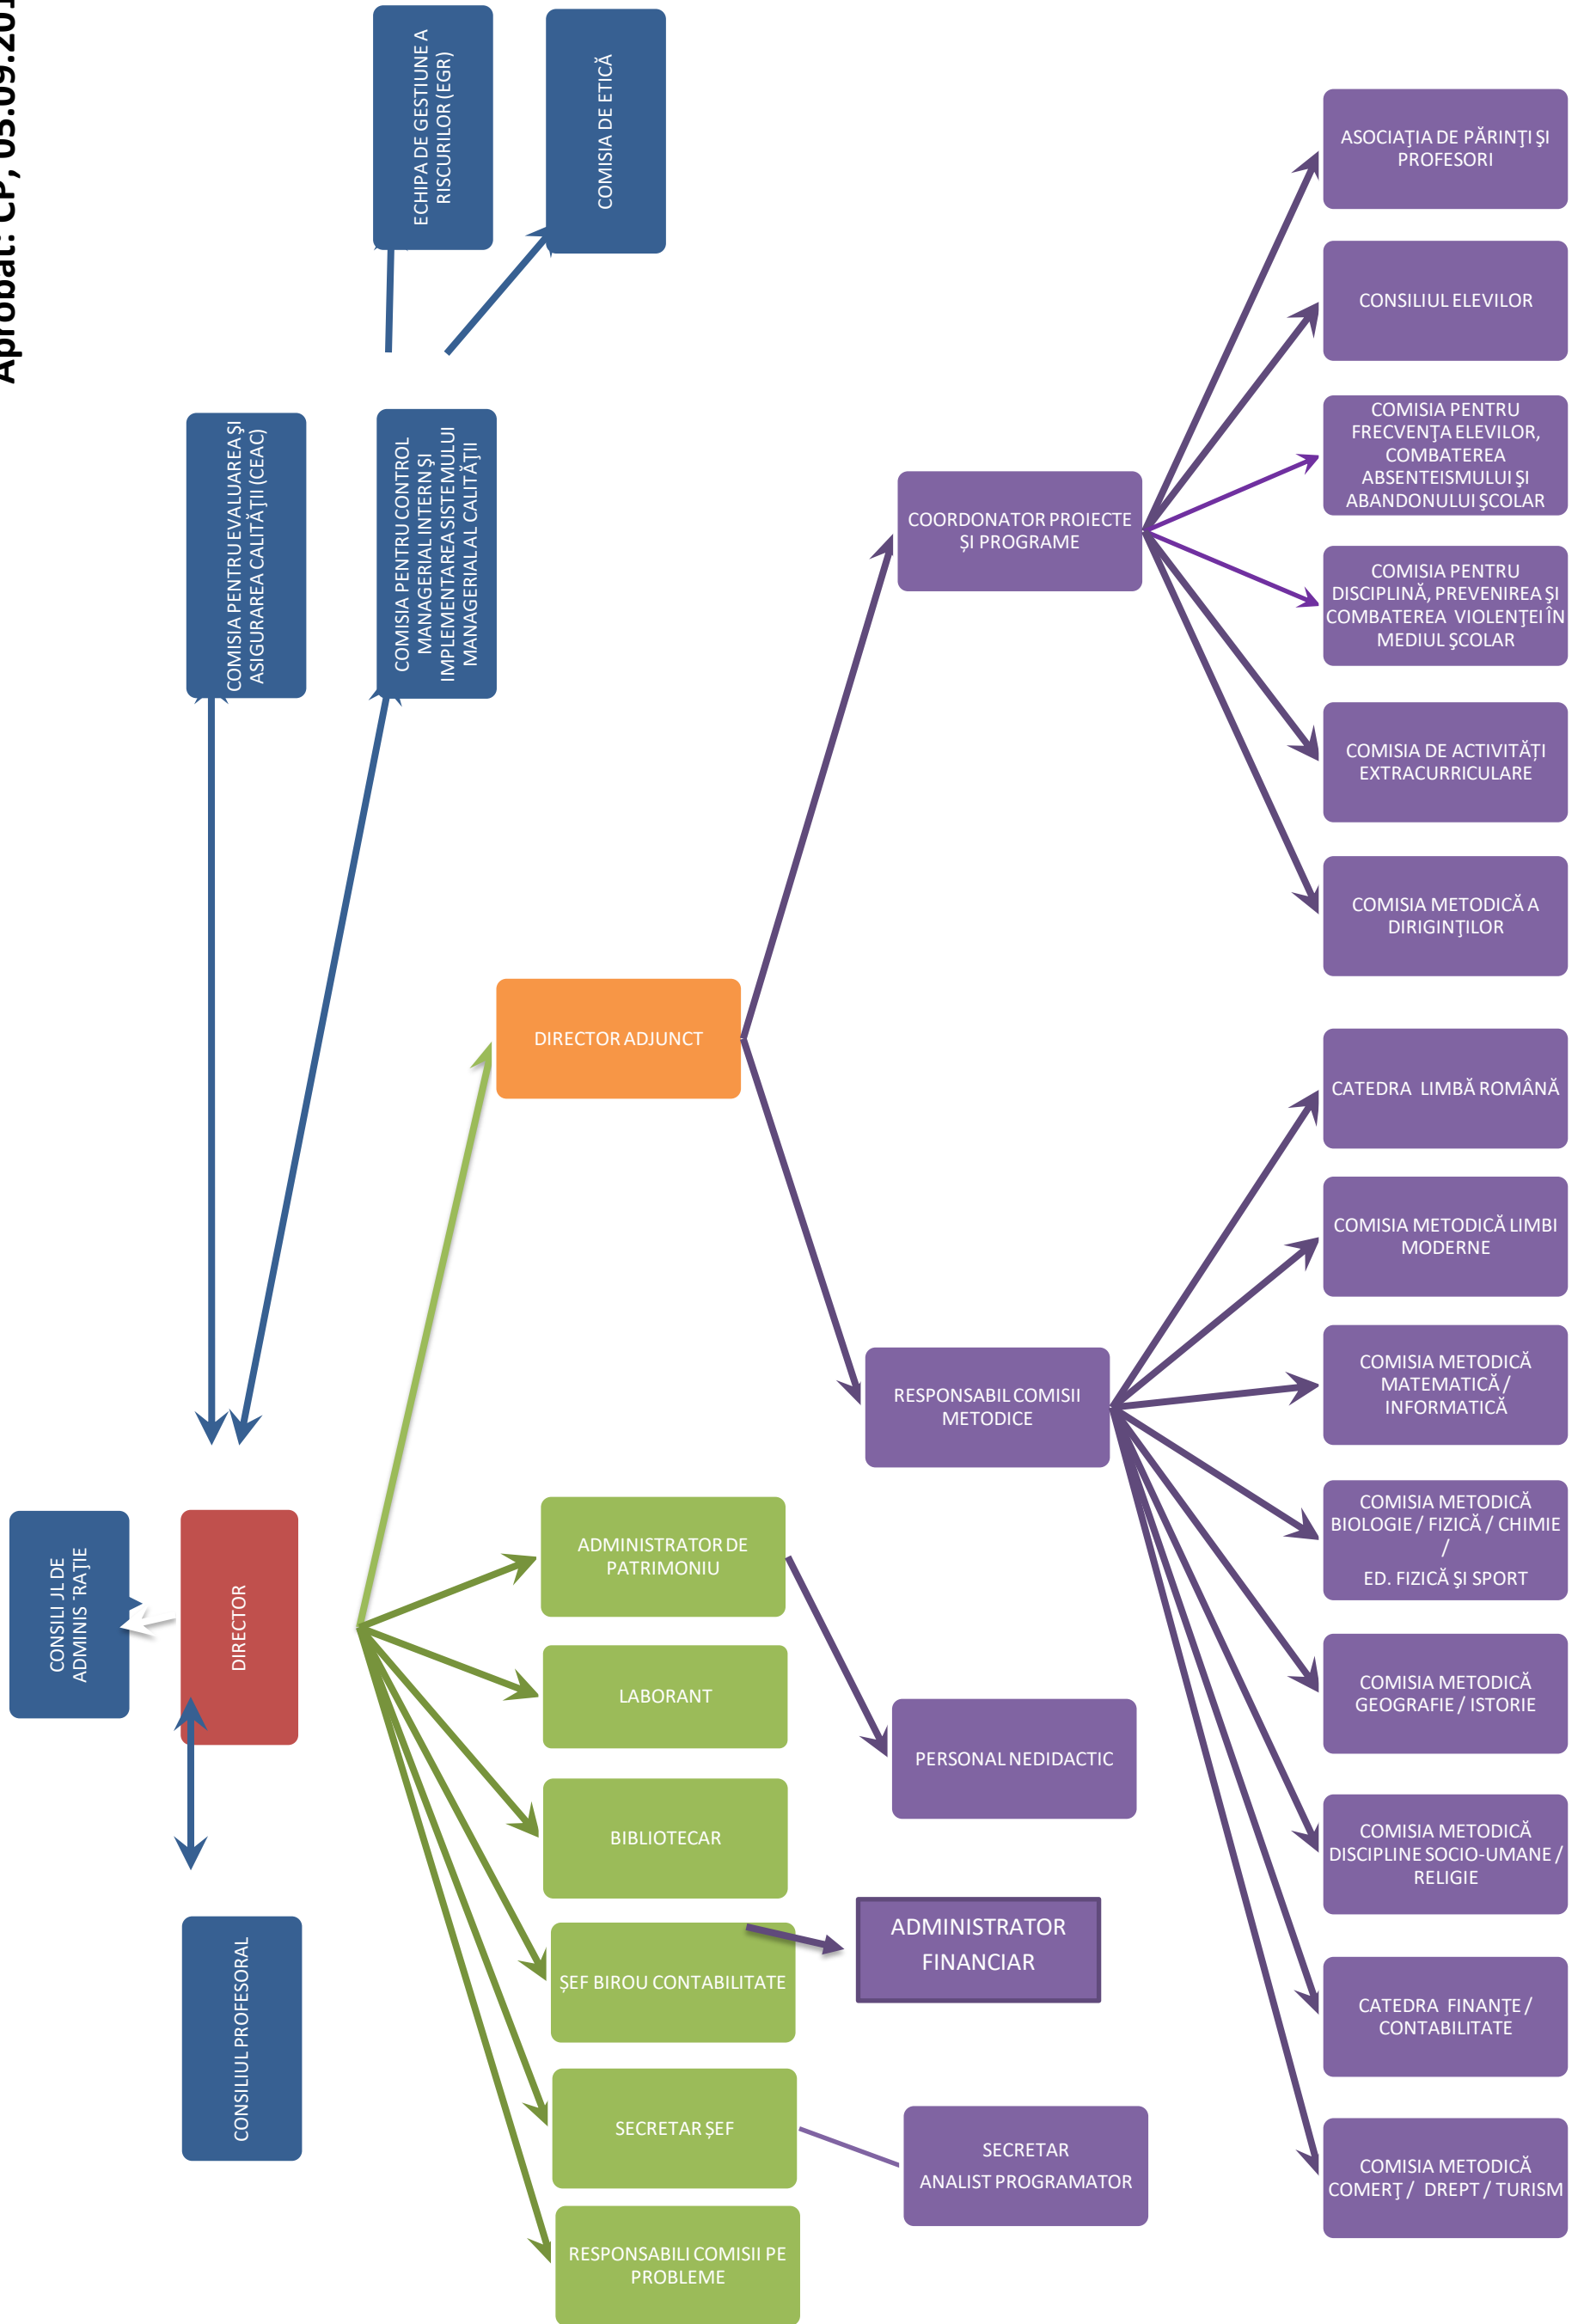 Aprobat: CP, 05.09.201
ECHIPA DE GESTIUNE A
RISCURILOR (EGR)
COMISIA DE ETICĂ
COMISIA PENTRU EVALUAREA ŞI
ASIGURAREA CALITĂŢII (CEAC)
COMISIA PENTRU CONTROL
MANAGERIAL INTERN ŞI
IMPLEMENTAREA SISTEMULUI
MANAGERIAL AL CALITĂŢII
CONSILI UL DE
ADMINIS TRAŢIE
DIRECTOR
CONSILIUL PROFESORAL
DIRECTOR ADJUNCT
ADMINISTRATOR DE
PATRIMONIU
LABORANT
BIBLIOTECAR
ȘEF BIROU CONTABILITATE
SECRETAR ȘEF
RESPONSABILI COMISII PE
PROBLEME
COORDONATOR PROIECTE
ȘI PROGRAME
RESPONSABIL COMISII
METODICE
PERSONAL NEDIDACTIC
ADMINISTRATOR
FINANCIAR
SECRETAR
ANALIST PROGRAMATOR
ASOCIAŢIA DE PĂRINŢI ŞI
PROFESORI
CONSILIUL ELEVILOR
COMISIA PENTRU
FRECVENŢA ELEVILOR,
COMBATEREA
ABSENTEISMULUI ŞI
ABANDONULUI ŞCOLAR
COMISIA PENTRU
DISCIPLINĂ, PREVENIREA ŞI
COMBATEREA VIOLENŢEI ÎN
MEDIUL ŞCOLAR
COMISIA DE ACTIVITĂȚI
EXTRACURRICULARE
COMISIA METODICĂ A
DIRIGINŢILOR
CATEDRA LIMBĂ ROMÂNĂ
COMISIA METODICĂ LIMBI
MODERNE
COMISIA METODICĂ
MATEMATICĂ /
INFORMATICĂ
COMISIA METODICĂ
BIOLOGIE / FIZICĂ / CHIMIE
/
ED. FIZICĂ ŞI SPORT
COMISIA METODICĂ
GEOGRAFIE / ISTORIE
COMISIA METODICĂ
DISCIPLINE SOCIO-UMANE /
RELIGIE
CATEDRA FINANŢE /
CONTABILITATE
COMISIA METODICĂ
COMERŢ / DREPT / TURISM